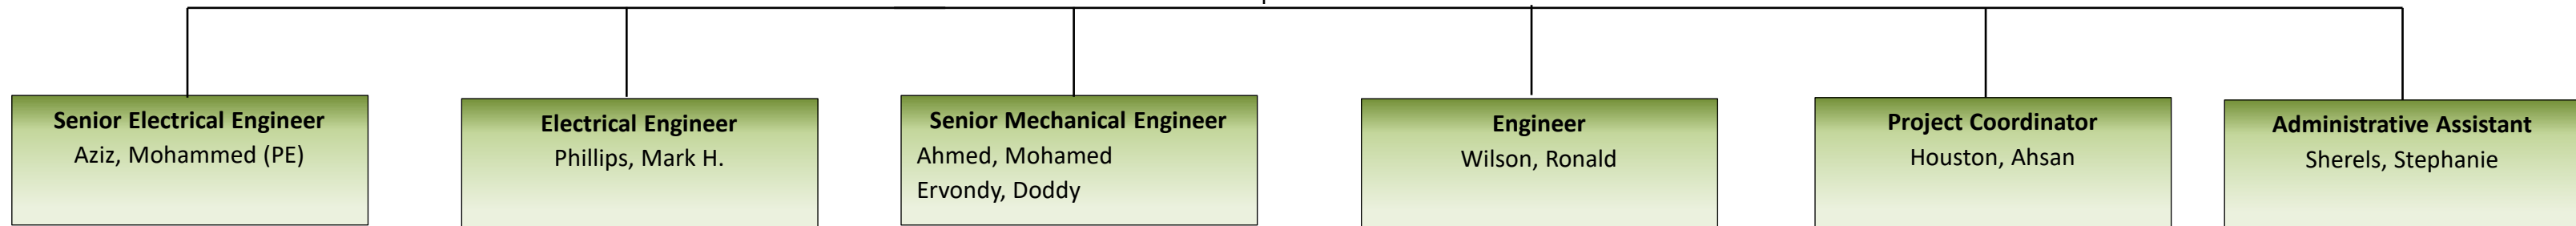 Senior Electrical Engineer
Aziz, Mohammed (PE)
Electrical Engineer
Phillips, Mark H.
Senior Mechanical Engineer
Ahmed, Mohamed
Ervondy, Doddy
Engineer
Wilson, Ronald
Project Coordinator
Houston, Ahsan
Administrative Assistant
Sherels, Stephanie